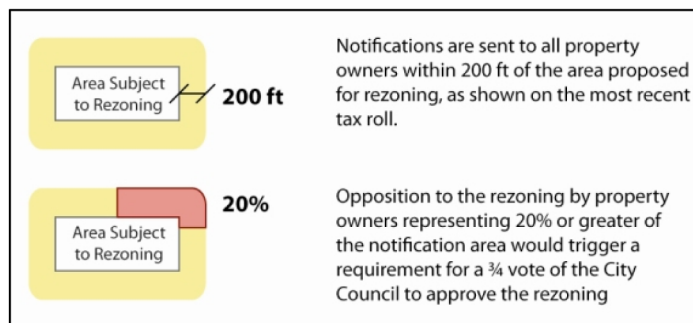 Area Subject
to Rezoning
200 ft
Notifications are sent to all property
owners within 200 ft of the area proposed
for rezoning, as shown on the most recent
tax roll.
Area Subject
to Rezoning
20%
Opposition to the rezoning by property
owners representing 20% or greater of
the notification area would trigger a
requirement for a ¾ vote of the City
Council to approve the rezoning